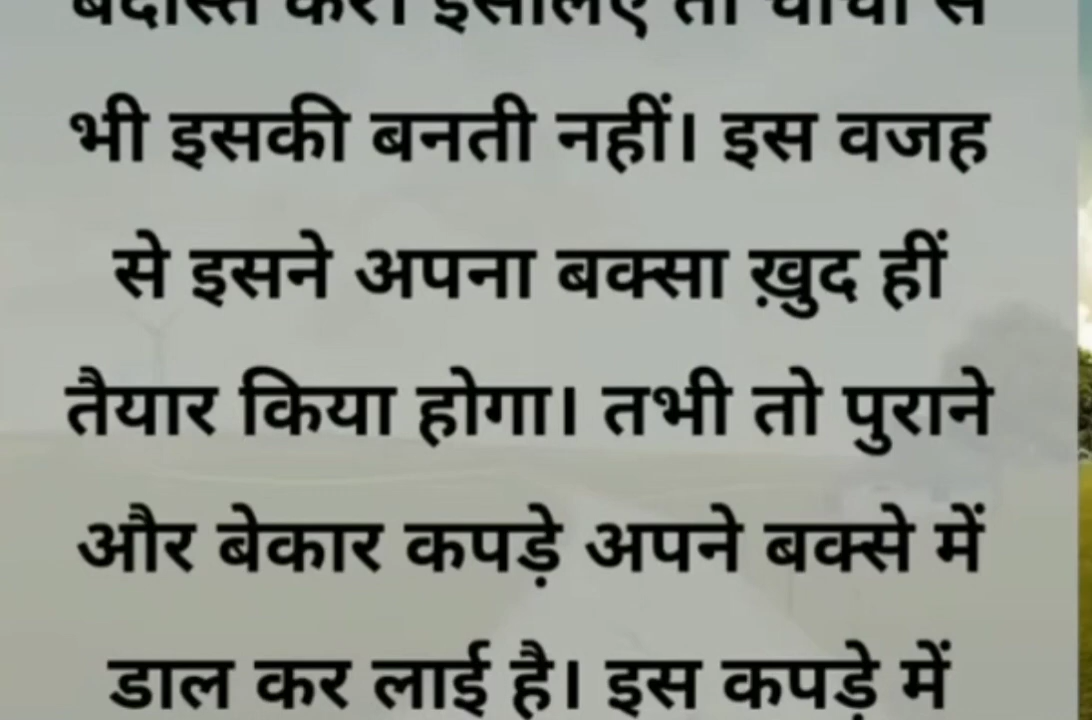 भी इसकी बनती नहीं। इस वजह
से इसने अपना बक्सा ख़ुद हीं
तैयार किया होगा। तभी तो पुराने
और बेकार कपड़े अपने बक्से में
डाल कर लाई है। इस कपड़े में